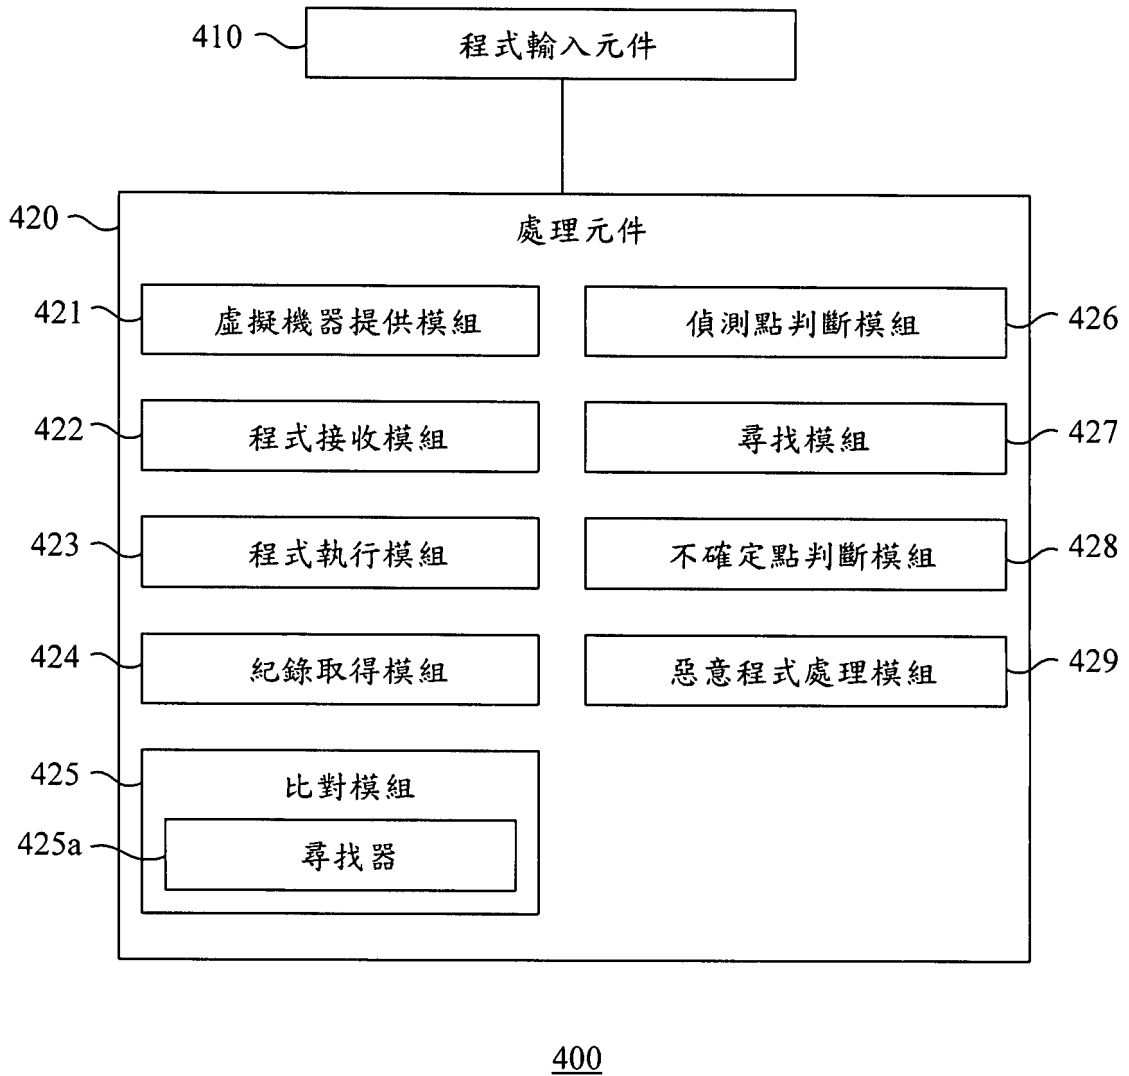 410
程式輸入元件
420
處理元件
421
虛擬機器提供模組
偵測點判斷模組
426
422
程式接收模組
尋找模組
427
423
程式執行模組
不確定點判斷模組
428
424
紀錄取得模組
惡意程式處理模組
429
425
比對模組
425a
尋找器
400